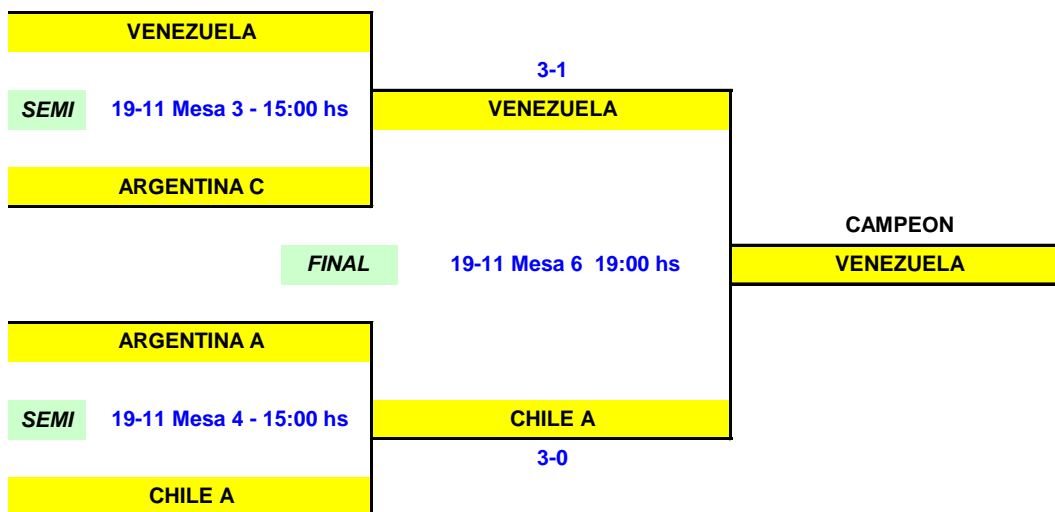 VENEZUELA
3-1
SEMI 19-11 Mesa 3 - 15:00 hs VENEZUELA
ARGENTINA C
CAMPEON
FINAL 19-11 Mesa 6 19:00 hs VENEZUELA
ARGENTINA A
SEMI 19-11 Mesa 4 - 15:00 hs CHILE A
3-0
CHILE A